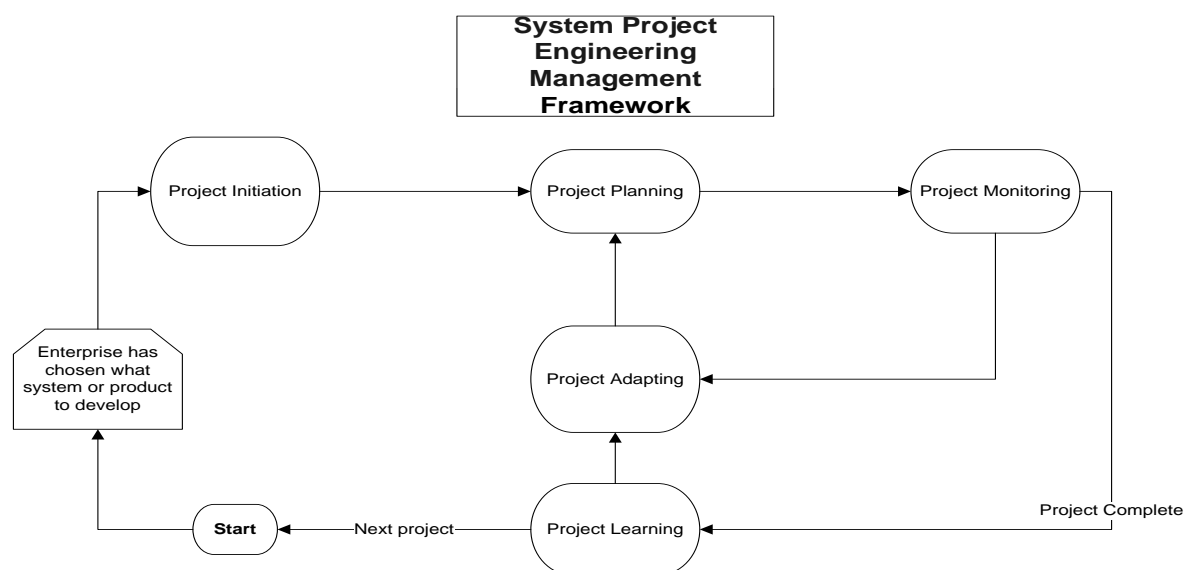 System Project
Engineering
Management
Framework
Project Initiation
Project Planning
Project Monitoring
Enterprise has
chosen what
system or product
to develop
Project Adapting
Project Complete
Start
Next project
Project Learning